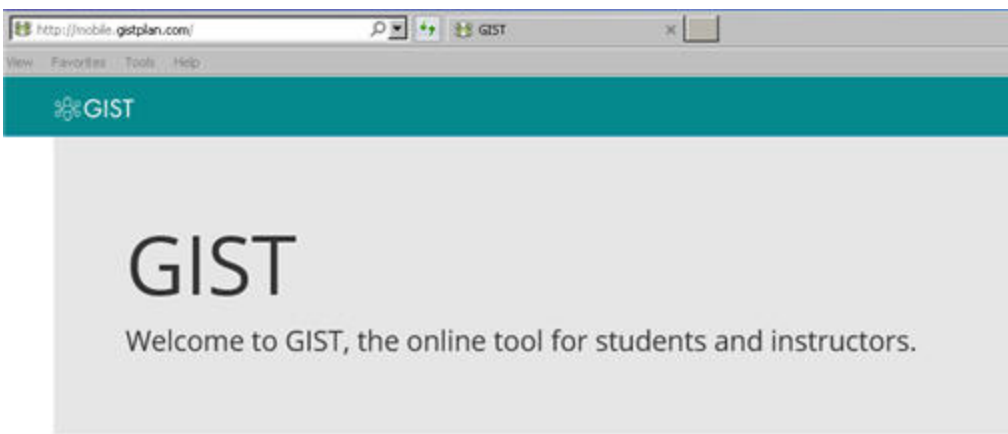 http://mobile.gistplan.com/ GIST
View Favorites Tools Help
GIST
GIST
Welcome to GIST, the online tool for students and instructors.